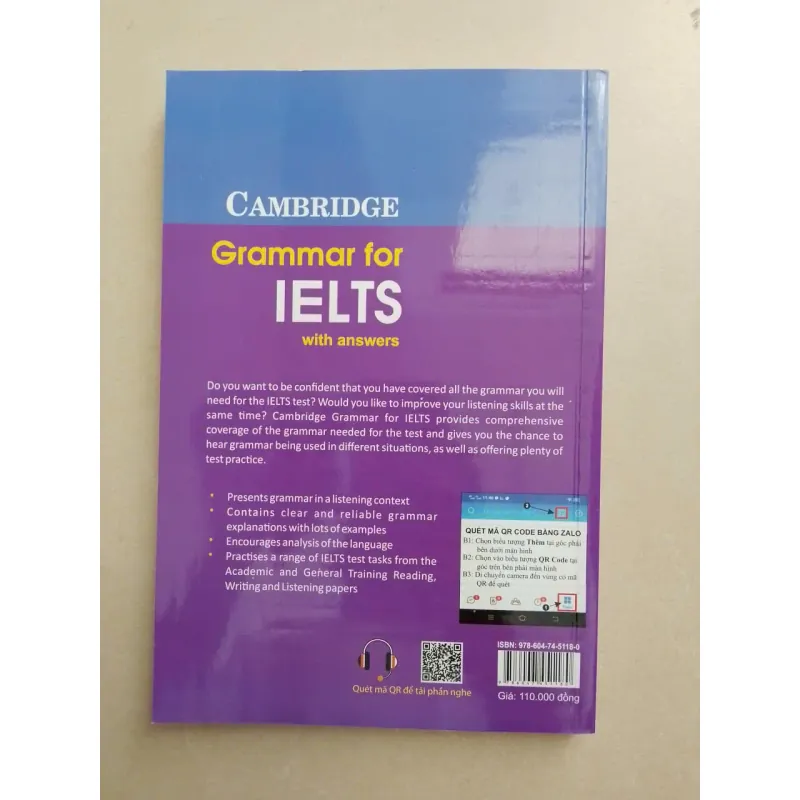 CAMBRIDGE
Grammar for
IELTS
with answers
Do you want to be confident that you have covered all the grammar you will
need for the IELTS test? Would you like to improve your listening skills at the
same time? Cambridge Grammar for IELTS provides comprehensive
coverage of the grammar needed for the test and gives you the chance to
hear grammar being used in different situations, as well as offering plenty of
test practice.
Presents grammar in a listening context
Contains clear and reliable grammar
explanations with lots of examples
Encourages analysis of the language
Practises a range of IELTS test tasks from the
Academic and General Training Reading,
Writing and Listening papers
QUÉT MÃ QR CODE BẰNG ZALO
B1: Chọn biểu tượng Thêm tại góc phải
bên dưới màn hình
B2: Chọn vào biểu tượng QR Code tại
góc trên bên phải màn hình
B3: Di chuyển camera đến vùng có mã
QR để quét
Quét mã QR để tải phần nghe
ISBN: 978-604-74-5118-0
Giá: 110.000 đồng